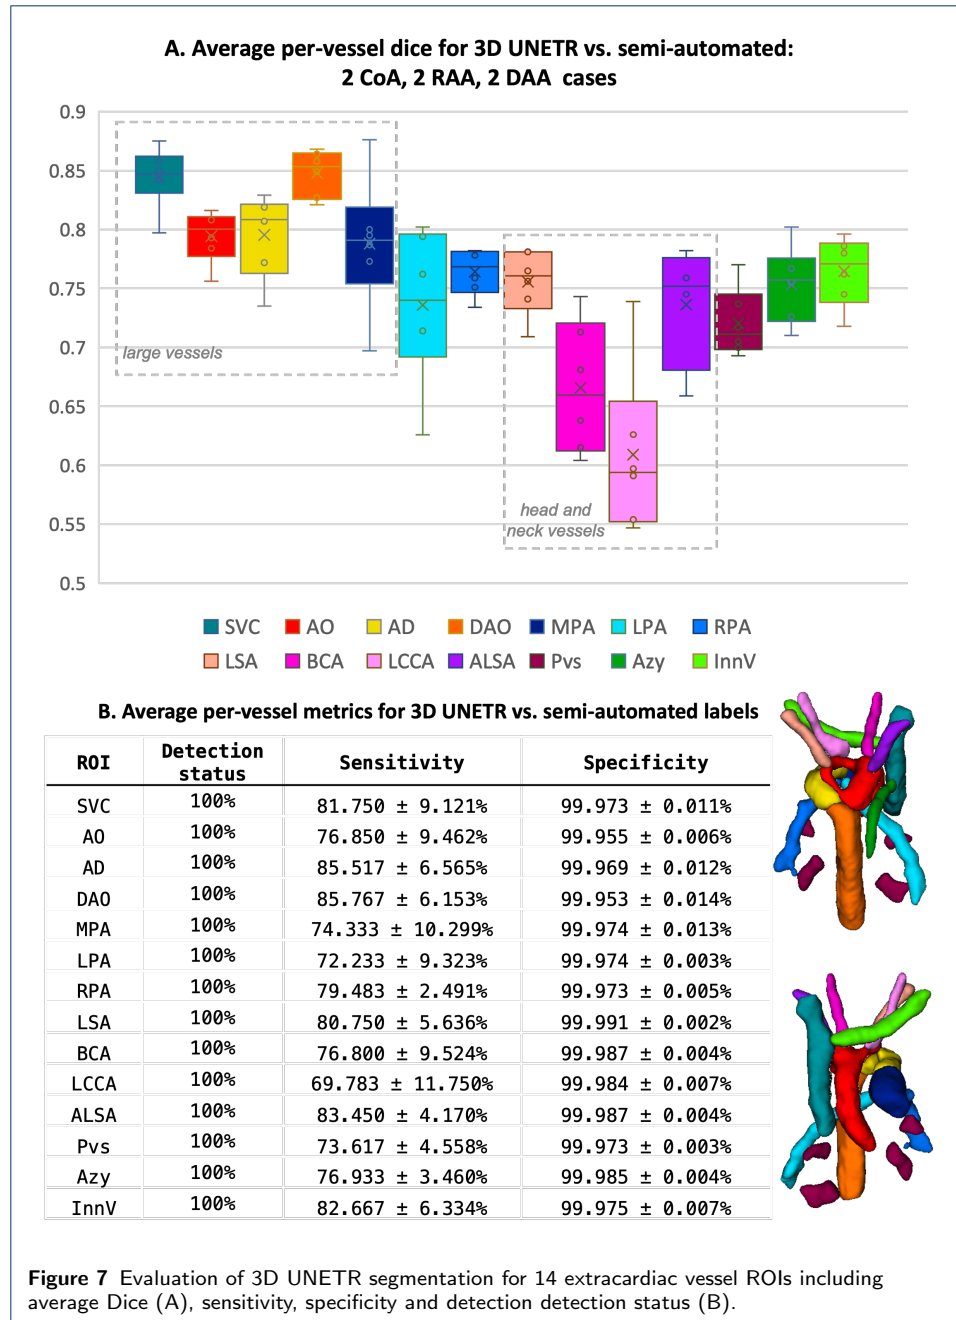 A. Average per-vessel dice for 3D UNETR vs. semi-automated:
2 CoA, 2 RAA, 2 DAA cases
0.9
0.85
0.8
0.75
0.7
0.65
0.6
0.55
0.5
large vessels
head and
neck vessels
SVC AO AD DAO MPA LPA RPA
LSA BCA LCCA ALSA Pvs Azy InnV
B. Average per-vessel metrics for 3D UNETR vs. semi-automated labels
ROI Detection status Sensitivity Specificity
SVC 100% 81.750 ± 9.121% 99.973 ± 0.011%
AO 100% 76.850 ± 9.462% 99.955 ± 0.006%
AD 100% 85.517 ± 6.565% 99.969 ± 0.012%
DAO 100% 85.767 ± 6.153% 99.953 ± 0.014%
MPA 100% 74.333 ± 10.299% 99.974 ± 0.013%
LPA 100% 72.233 ± 9.323% 99.974 ± 0.003%
RPA 100% 79.483 ± 2.491% 99.973 ± 0.005%
LSA 100% 80.750 ± 5.636% 99.991 ± 0.002%
BCA 100% 76.800 ± 9.524% 99.987 ± 0.004%
LCCA 100% 69.783 ± 11.750% 99.984 ± 0.007%
ALSA 100% 83.450 ± 4.170% 99.987 ± 0.004%
Pvs 100% 73.617 ± 4.558% 99.973 ± 0.003%
Azy 100% 76.933 ± 3.460% 99.985 ± 0.004%
InnV 100% 82.667 ± 6.334% 99.975 ± 0.007%
Figure 7 Evaluation of 3D UNETR segmentation for 14 extracardiac vessel ROIs including
average Dice (A), sensitivity, specificity and detection detection status (B).